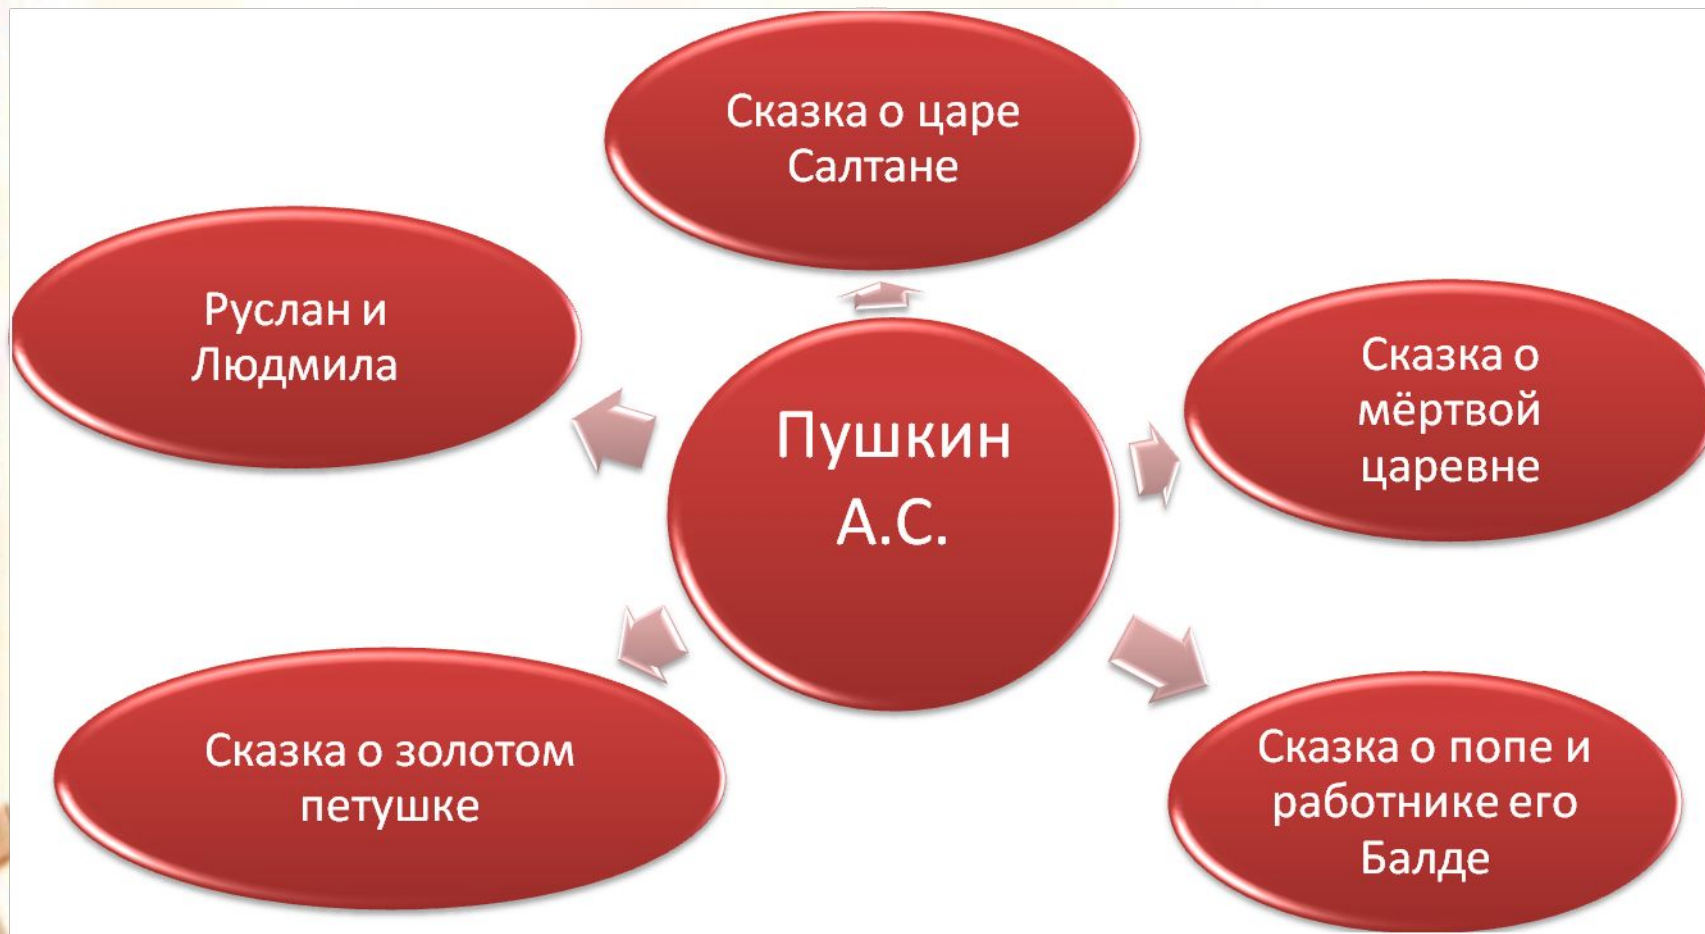 Сказка о царе
Салтане
Руслан и
Людмила
Сказка о
мёртвой
царевне
Пушкин
А.С.
Сказка о золотом
петушке
Сказка о попе и
работнике его
Балде